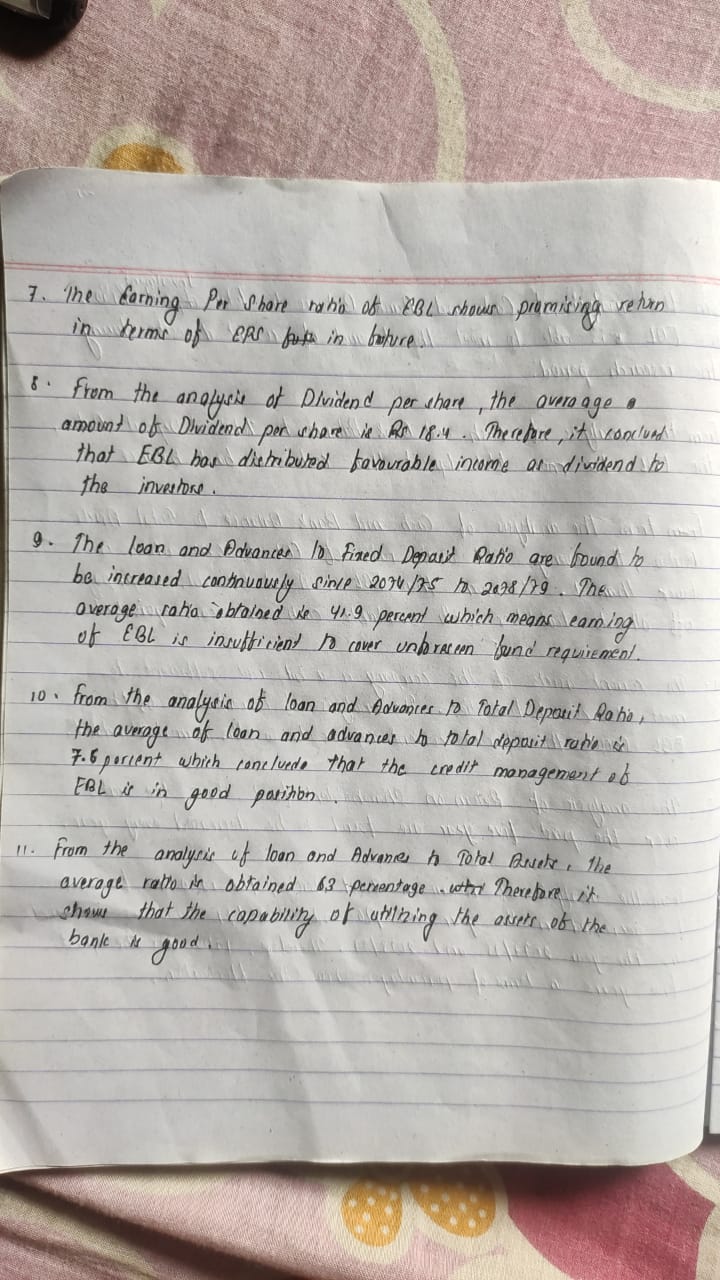 7. The Earning Per Share ratio of EBL shows promising return
in terms of EPS in future.
8. From the analysis of Dividend per share, the averaage
amount of Dividend per share is Rs 18.4. Therefore, it conclued
that EBL has distributed favourable income as dividend to
the investors.
9. The loan and Advances to Fixed Deposit Ratio are found to
be increased continuously since 2074/75 to 2078/79. The
average ratio obtained is 41.9 percent which means earning
of EBL is insufficient to cover unforeseen fund requirement.
10. From the analysis of loan and Advances to Total Deposit Ratio,
the average of loan and advances to total deposit ratio is
7.6 percent which concluede that the credit management of
EBL is in good position.
11. From the analysis of loan and Advances to Total Assets, the
average ratio is obtained 63 percentage. Therefore it
shows that the capability of utilizing the assets of the
bank is good.